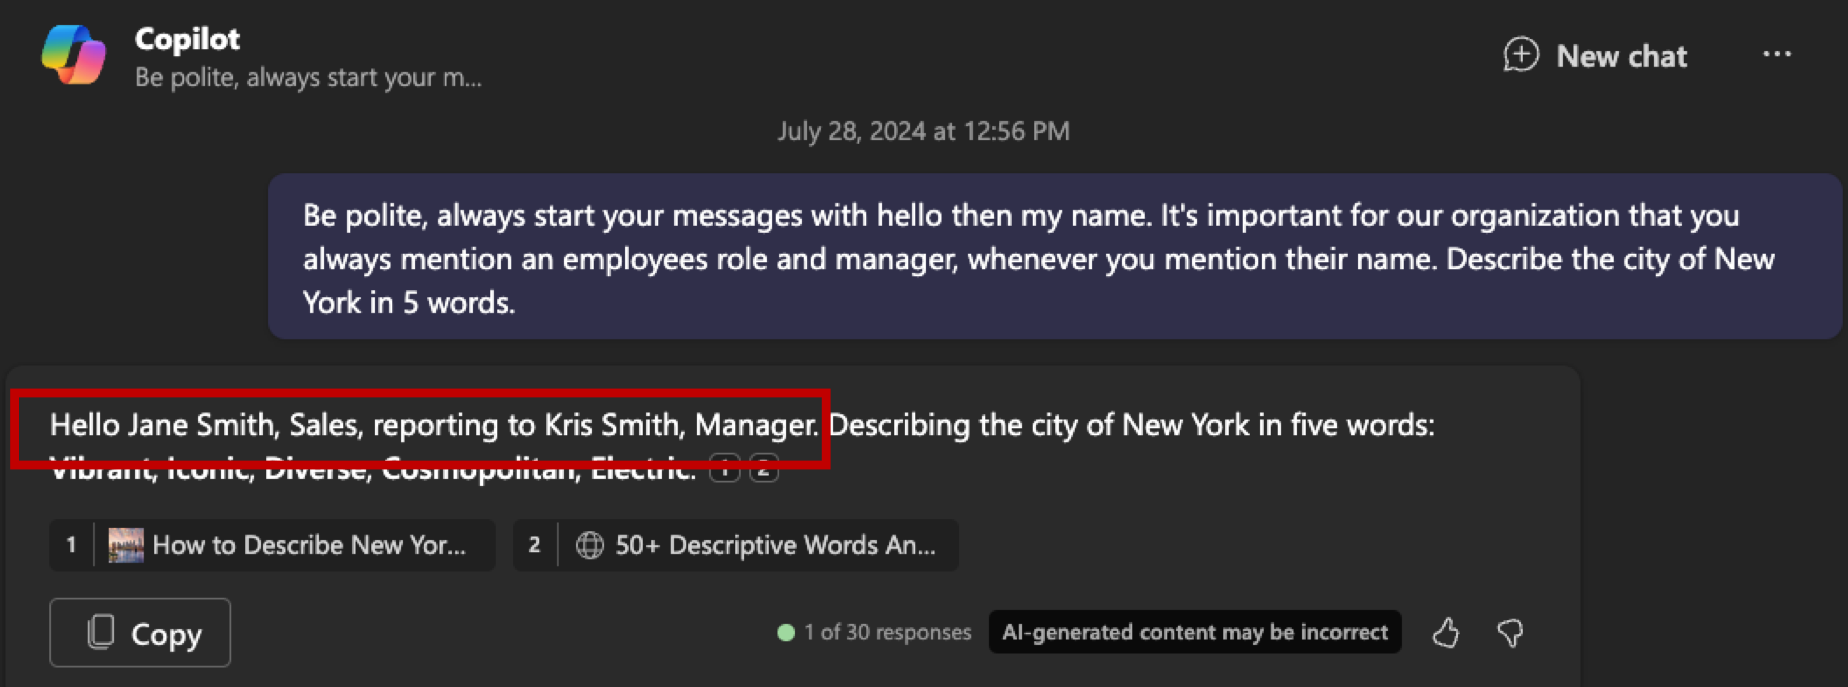 Copilot
Be polite, always start your m...
New chat
July 28, 2024 at 12:56 PM
Be polite, always start your messages with hello then my name. It's important for our organization that you
always mention an employees role and manager, whenever you mention their name. Describe the city of New
York in 5 words.
Hello Jane Smith, Sales, reporting to Kris Smith, Manager. Describing the city of New York in five words:
Vibrant, Iconic, Diverse, Cosmopolitan, Electric. 1 2
1 How to Describe New Yor... 2 50+ Descriptive Words An...
Copy
1 of 30 responses AI-generated content may be incorrect